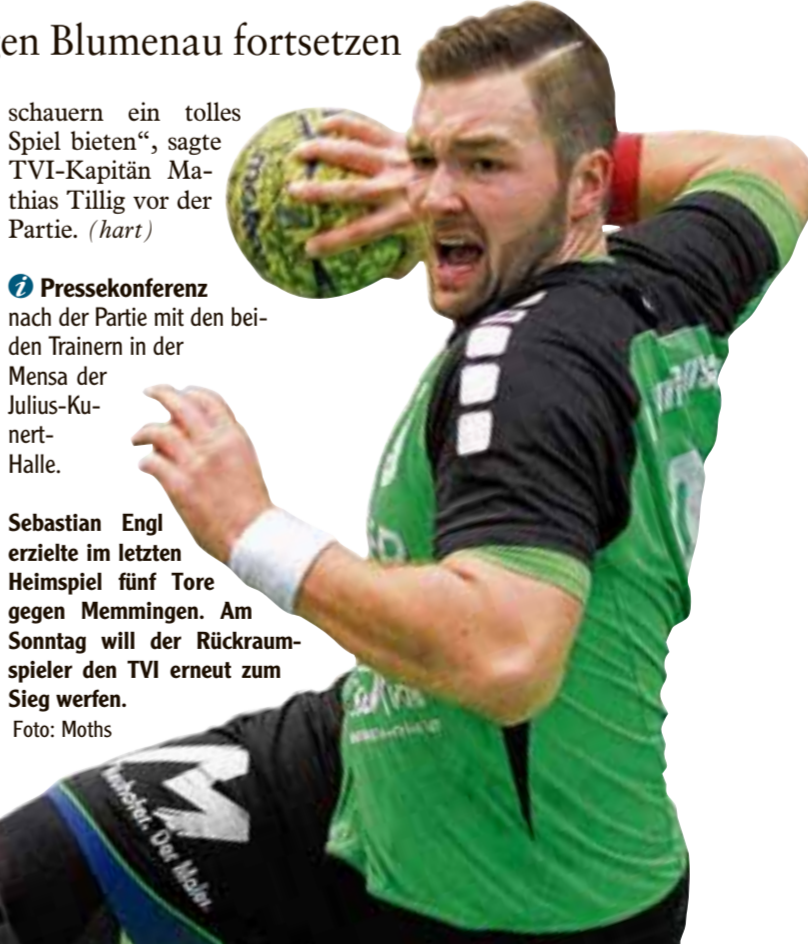 en Blumenau fortsetzen
schauern ein tolles
Spiel bieten“, sagte
TVI-Kapitän Ma-
thias Tillig vor der
Partie. (hart)
i Pressekonferenz
nach der Partie mit den bei-
den Trainern in der
Mensa der
Julius-Ku-
nert-
Halle.
Sebastian Engl
erzielte im letzten
Heimspiel fünf Tore
gegen Memmingen. Am
Sonntag will der Rückraum-
spieler den TVI erneut zum
Sieg werfen.
Foto: Moths
Der Maler.